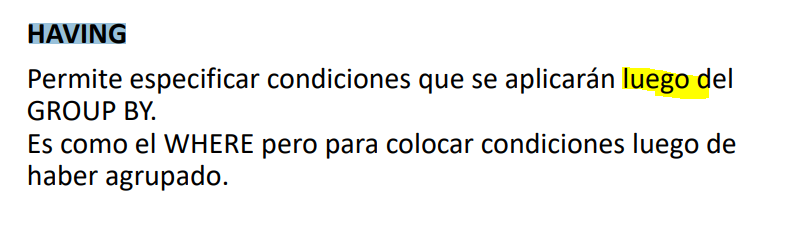 HAVING
Permite especificar condiciones que se aplicarán luego del
GROUP BY.
Es como el WHERE pero para colocar condiciones luego de
haber agrupado.